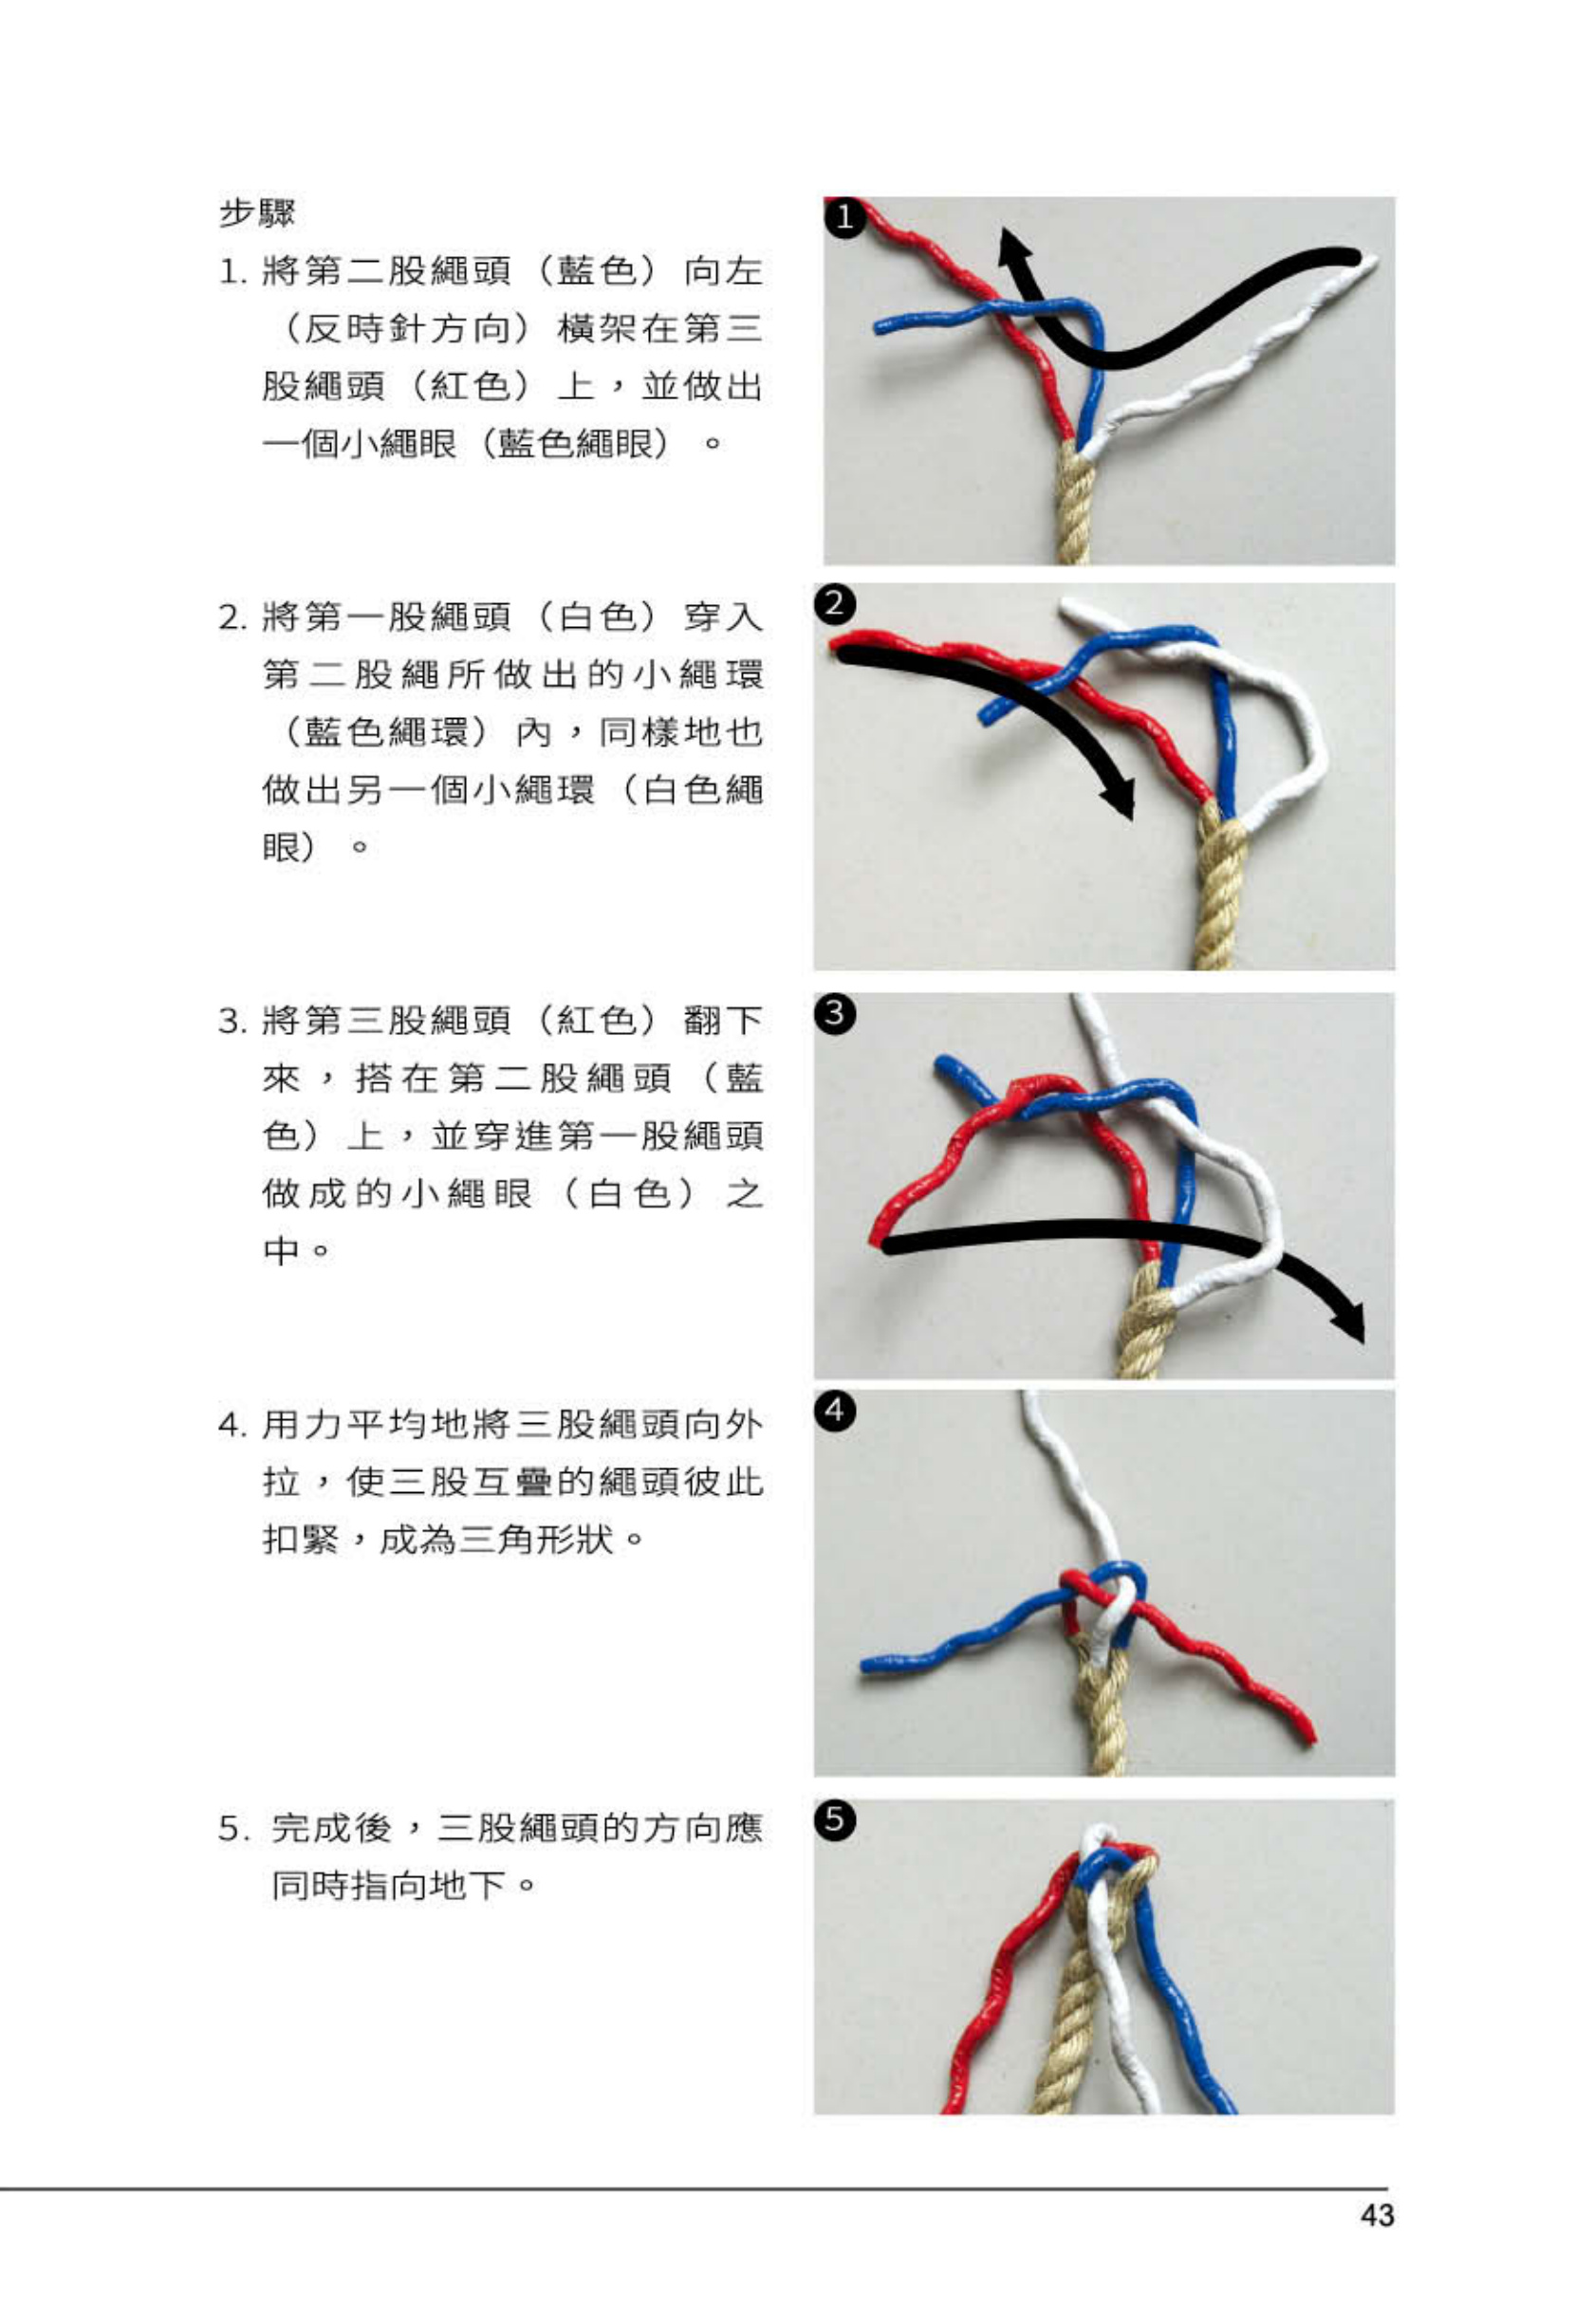 步驟
1. 將第二股繩頭（藍色）向左
（反時針方向）橫架在第三
股繩頭（紅色）上，並做出
一個小繩眼（藍色繩眼）。
1
2. 將第一股繩頭（白色）穿入
第二股繩所做出的小繩環
（藍色繩環）內，同樣地也
做出另一個小繩環（白色繩
眼）。
2
3. 將第三股繩頭（紅色）翻下
來，搭在第二股繩頭（藍
色）上，並穿進第一股繩頭
做成的小繩眼（白色）之
中。
3
4. 用力平均地將三股繩頭向外
拉，使三股互疊的繩頭彼此
扣緊，成為三角形狀。
4
5. 完成後，三股繩頭的方向應
同時指向地下。
5
43